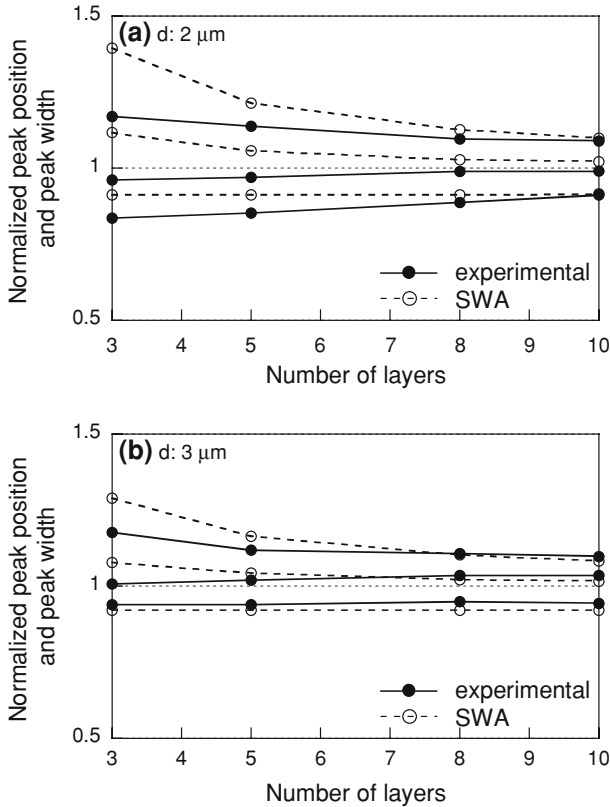 (a) d: 2 μm
1.5
1
0.5
Normalized peak position
and peak width
experimental
SWA
3 4 5 6 7 8 9 10
Number of layers
(b) d: 3 μm
1.5
1
0.5
Normalized peak position
and peak width
experimental
SWA
3 4 5 6 7 8 9 10
Number of layers